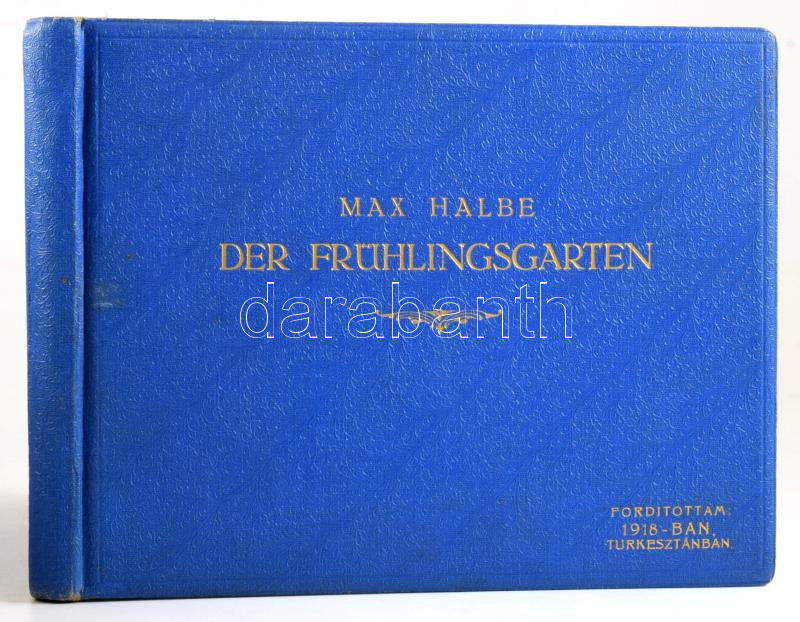 MAX HALBE
DER FRÜHLINGSGARTEN
darabanth
FORDITOTTAM:
1918-BAN,
TURKESZTÁNBAN.